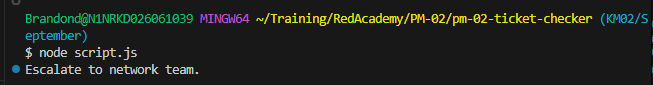 Brandond@N1NRKD026061039 MINGW64 ~/Training/RedAcademy/PM-02/pm-02-ticket-checker (KM02/S
eptember)
$ node script.js
Escalate to network team.